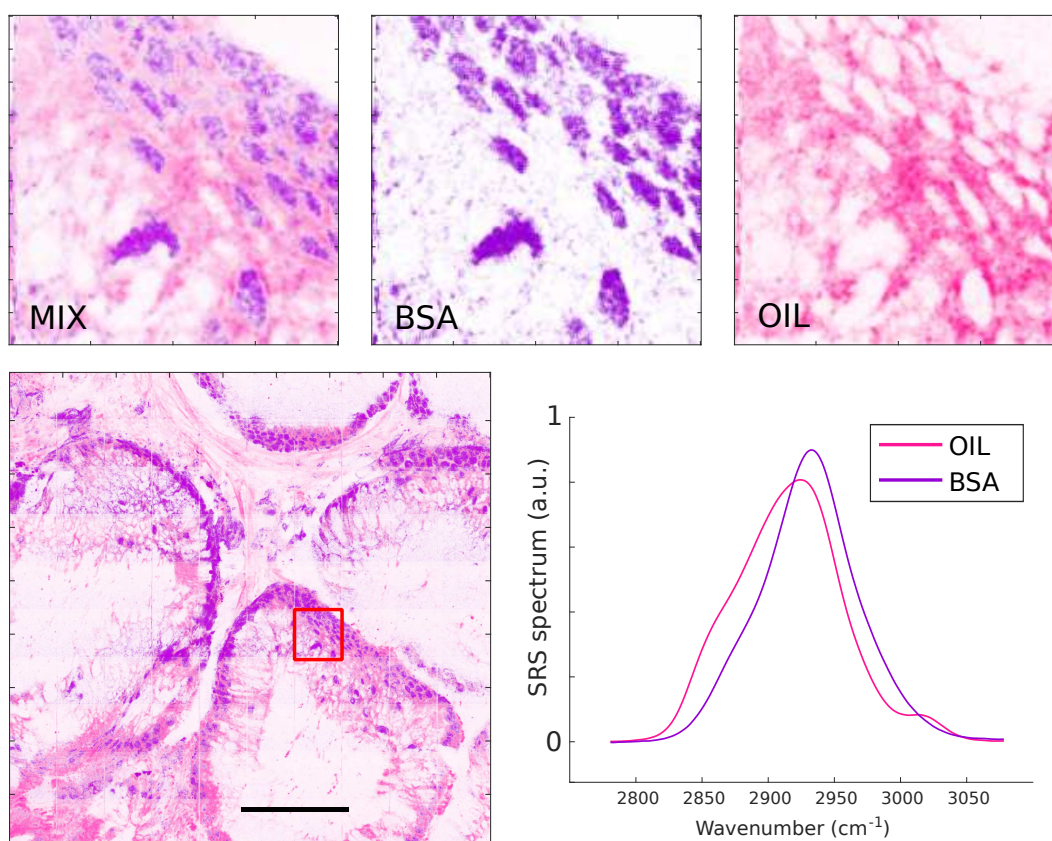 MIX
BSA
OIL
1
OIL
BSA
SRS spectrum (a.u.)
0
2800 2850 2900 2950 3000 3050
Wavenumber (cm⁻¹)